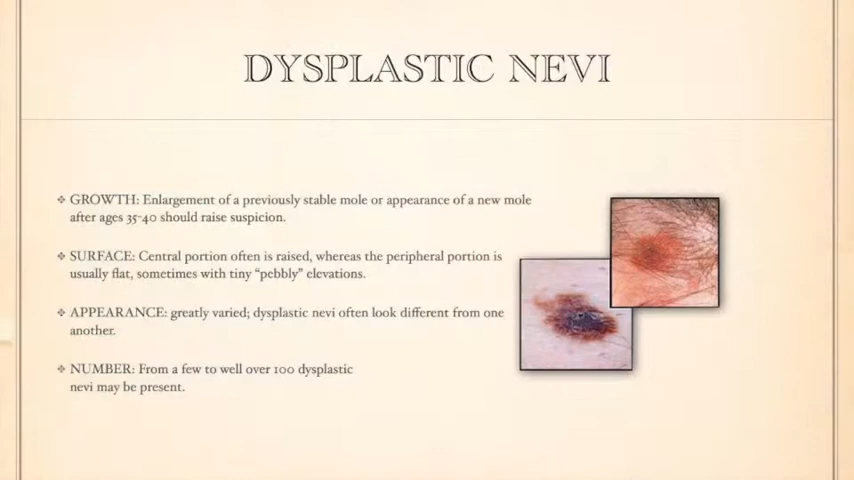 DYSPLASTIC NEVI
❖ GROWTH: Enlargement of a previously stable mole or appearance of a new mole
after ages 35-40 should raise suspicion.
❖ SURFACE: Central portion often is raised, whereas the peripheral portion is
usually flat, sometimes with tiny “pebbly” elevations.
❖ APPEARANCE: greatly varied; dysplastic nevi often look different from one
another.
❖ NUMBER: From a few to well over 100 dysplastic
nevi may be present.